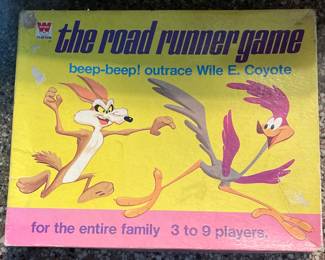 the road runner game
beep-beep! outrace Wile E. Coyote
for the entire family 3 to 9 players.